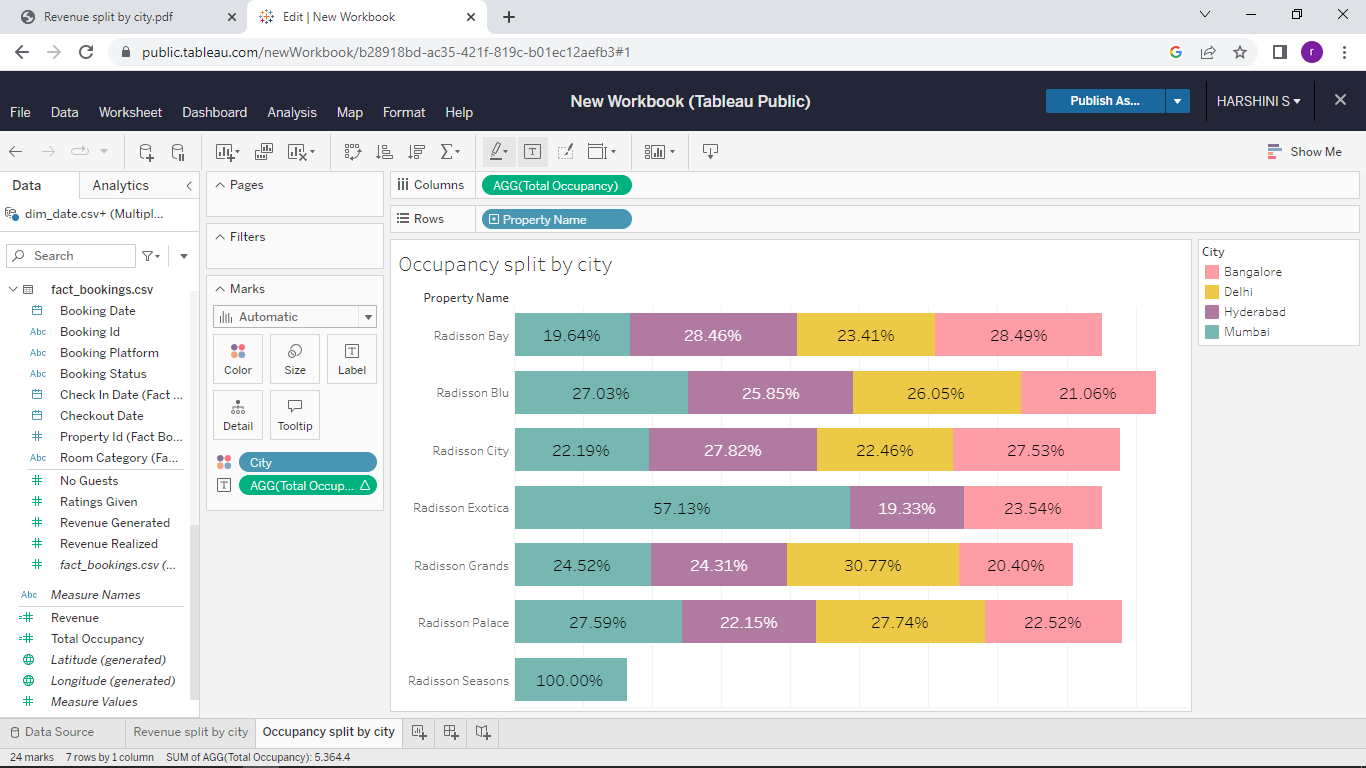 Revenue split by city.pdf
Edit | New Workbook
public.tableau.com/newWorkbook/b28918bd-ac35-421f-819c-b01ec12aefb3#1
r
New Workbook (Tableau Public)
Publish As...
HARSHINI S
File Data Worksheet Dashboard Analysis Map Format Help
Show Me
Data Analytics
dim_date.csv+ (Multipl...
Search
fact_bookings.csv
Booking Date
Abc Booking Id
Abc Booking Platform
Abc Booking Status
Check In Date (Fact ...
Checkout Date
Property Id (Fact Bo...
Abc Room Category (Fa...
No Guests
Ratings Given
Revenue Generated
Revenue Realized
fact_bookings.csv (...
Abc Measure Names
Revenue
Total Occupancy
Latitude (generated)
Longitude (generated)
Measure Values
Pages
Filters
Marks
Automatic
Color Size Label
Detail Tooltip
City
AGG(Total Occup...
Columns AGG(Total Occupancy)
Rows Property Name
Occupancy split by city
Property Name
Radisson Bay 19.64% 28.46% 23.41% 28.49%
Radisson Blu 27.03% 25.85% 26.05% 21.06%
Radisson City 22.19% 27.82% 22.46% 27.53%
Radisson Exotica 57.13% 19.33% 23.54%
Radisson Grands 24.52% 24.31% 30.77% 20.40%
Radisson Palace 27.59% 22.15% 27.74% 22.52%
Radisson Seasons 100.00%
City
Bangalore
Delhi
Hyderabad
Mumbai
Data Source Revenue split by city Occupancy split by city
24 marks 7 rows by 1 column SUM of AGG(Total Occupancy): 5,364.4